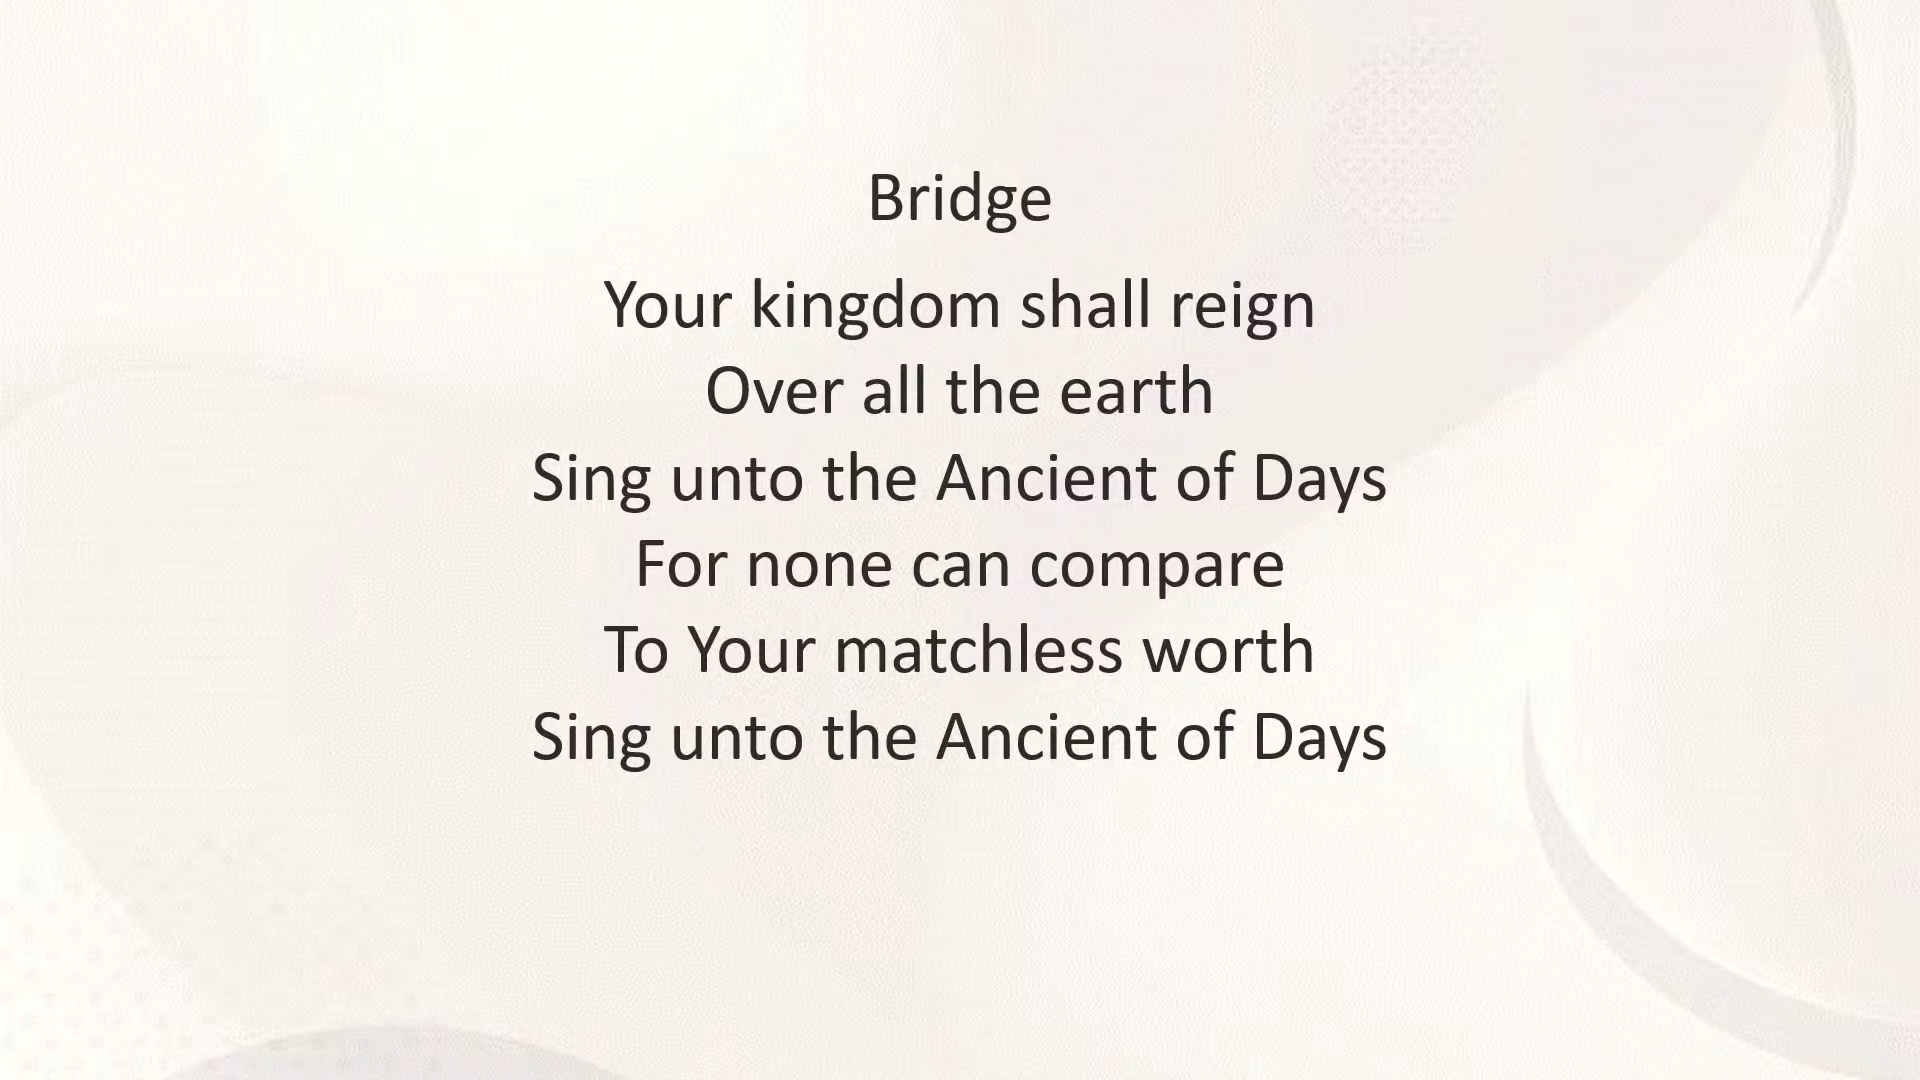 Bridge
Your kingdom shall reign
Over all the earth
Sing unto the Ancient of Days
For none can compare
To Your matchless worth
Sing unto the Ancient of Days